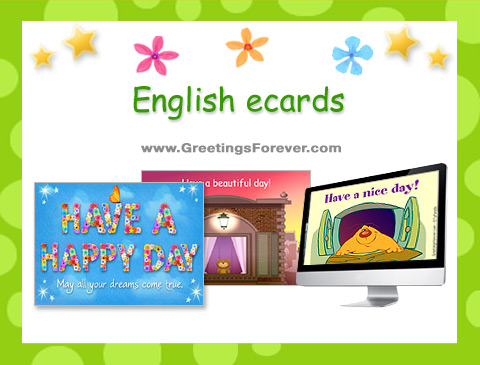 English ecards
www.GreetingsForever.com
Have a beautiful day!
Have a nice day!
HAVE A
HAPPY DAY
May all your dreams come true.